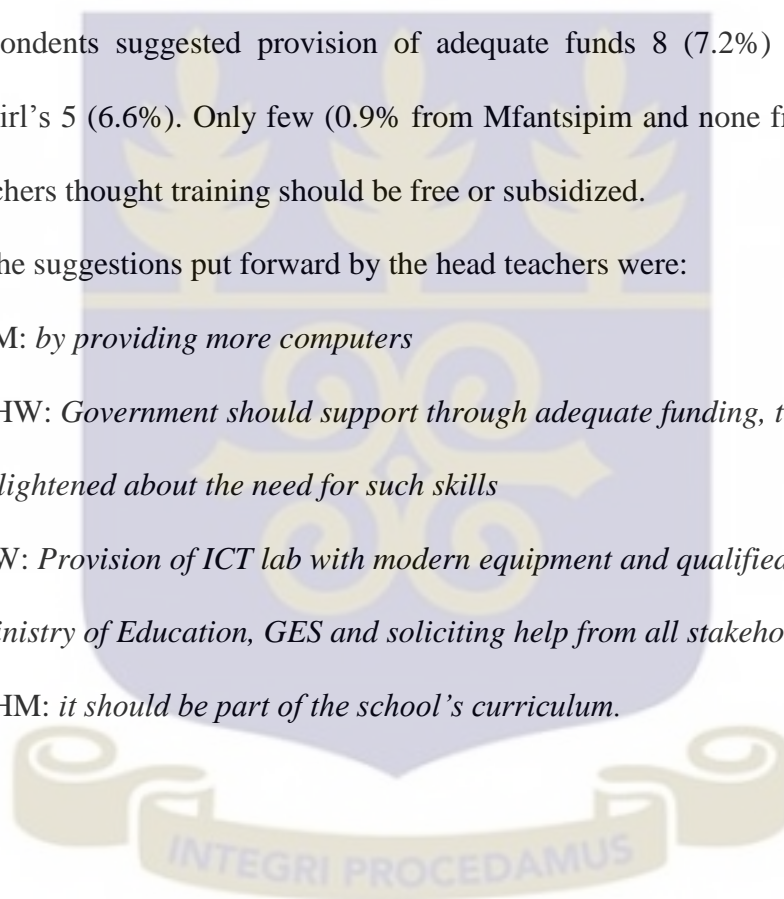 ondents suggested provision of adequate funds 8 (7.2%)
irl's 5 (6.6%). Only few (0.9% from Mfantsipim and none fr
chers thought training should be free or subsidized.
he suggestions put forward by the head teachers were:
M: by providing more computers
HW: Government should support through adequate funding, t
lightened about the need for such skills
W: Provision of ICT lab with modern equipment and qualified
inistry of Education, GES and soliciting help from all stakeho
HM: it should be part of the school's curriculum.
INTEGRI PROCEDAMUS